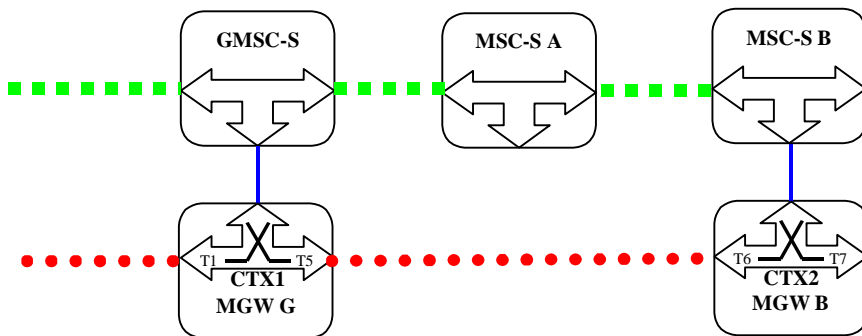 GMSC-S
MSC-S A
MSC-S B
T1
T5
CTX1
MGW G
T6
T7
CTX2
MGW B